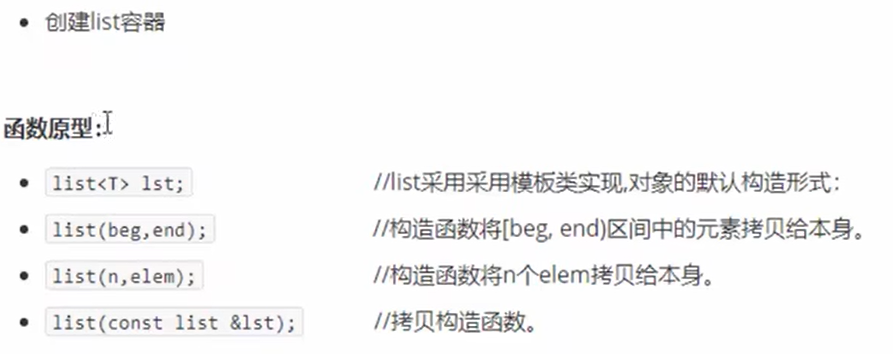 创建list容器
函数原型：
list<T> lst; //list采用采用模板类实现,对象的默认构造形式：
list(beg,end); //构造函数将[beg, end)区间中的元素拷贝给本身。
list(n,elem); //构造函数将n个elem拷贝给本身。
list(const list &lst); //拷贝构造函数。